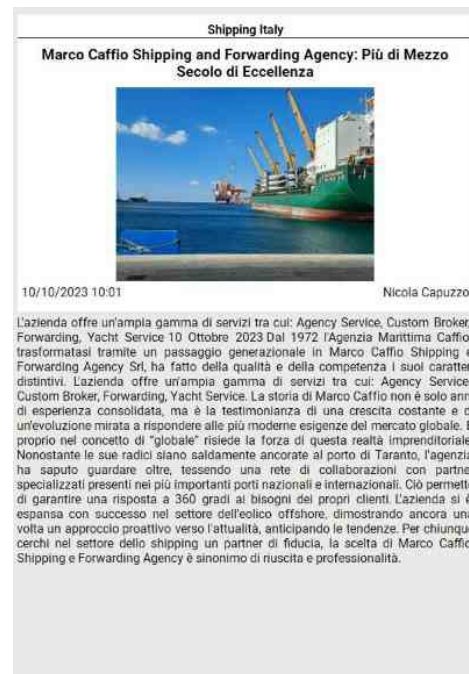 Shipping Italy
Marco Caffio Shipping and Forwarding Agency: Più di Mezzo
Secolo di Eccellenza
10/10/2023 10:01
Nicola Capuzzo
L'azienda offre un'ampia gamma di servizi tra cui: Agency Service, Custom Broker,
Forwarding, Yacht Service 10 Ottobre 2023 Dal 1972 l'Agenzia Marittima Caffio,
trasformatasi tramite un passaggio generazionale in Marco Caffio Shipping e
Forwarding Agency Srl, ha fatto della qualità e della competenza i suoi caratter
distintivi. L'azienda offre un'ampia gamma di servizi tra cui: Agency Service
Custom Broker, Forwarding, Yacht Service. La storia di Marco Caffio non è solo ann
di esperienza consolidata, ma è la testimonianza di una crescita costante e d
un'evoluzione mirata a rispondere alle più moderne esigenze del mercato globale. E
proprio nel concetto di "globale" risiede la forza di questa realtà imprenditoriale
Nonostante le sue radici siano saldamente ancorate al porto di Taranto, l'agenzia
ha saputo guardare oltre, tessendo una rete di collaborazioni con partne
specializzati presenti nei più importanti porti nazionali e internazionali. Ciò permett
di garantire una risposta a 360 gradi ai bisogni dei propri clienti. L'azienda si è
espansa con successo nel settore dell'eolico offshore, dimostrando ancora una
volta un approccio proattivo verso l'attualità, anticipando le tendenze. Per chiunqu
cerchi nel settore dello shipping un partner di fiducia, la scelta di Marco Caffio
Shipping e Forwarding Agency è sinonimo di riuscita e professionalità.